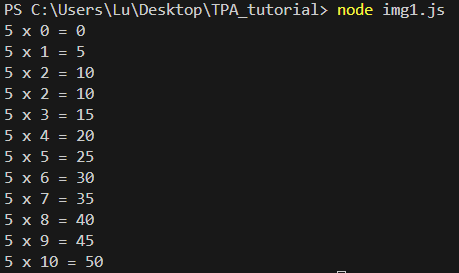 PS C:\Users\Lu\Desktop\TPA_tutorial> node img1.js
5 x 0 = 0
5 x 1 = 5
5 x 2 = 10
5 x 2 = 10
5 x 3 = 15
5 x 4 = 20
5 x 5 = 25
5 x 6 = 30
5 x 7 = 35
5 x 8 = 40
5 x 9 = 45
5 x 10 = 50